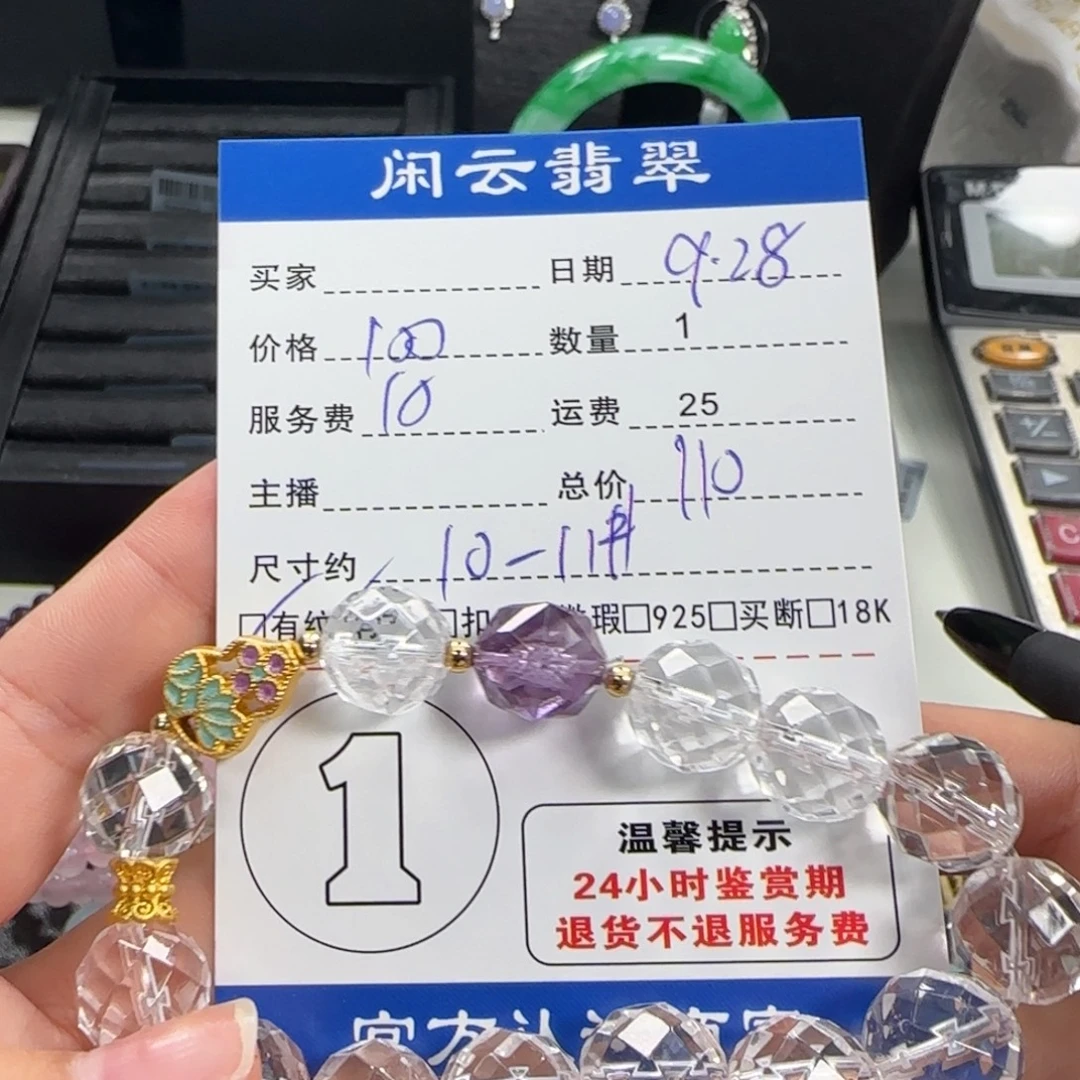 闲云翡翠
买家 日期 9.28
价格 100 数量 1
服务费 10 运费 25
主播 总价 110
尺寸约 10-11
□有纹 □扣 瑕□925□买断□18K
1
温馨提示
24小时鉴赏期
退货不退服务费
官方认